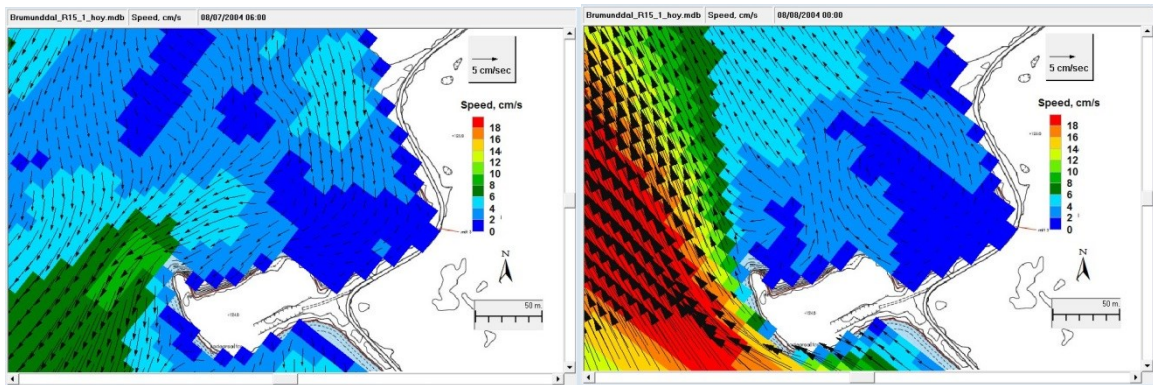 Brumunddal_R15_1_hoy.mdb Speed, cm/s 08/07/2004 06:00
5 cm/sec
Speed, cm/s
18
16
14
12
10
8
6
4
2
0
N
50 m.
Brumunddal_R15_1_hoy.mdb Speed, cm/s 08/08/2004 00:00
5 cm/sec
Speed, cm/s
18
16
14
12
10
8
6
4
2
0
N
50 m.